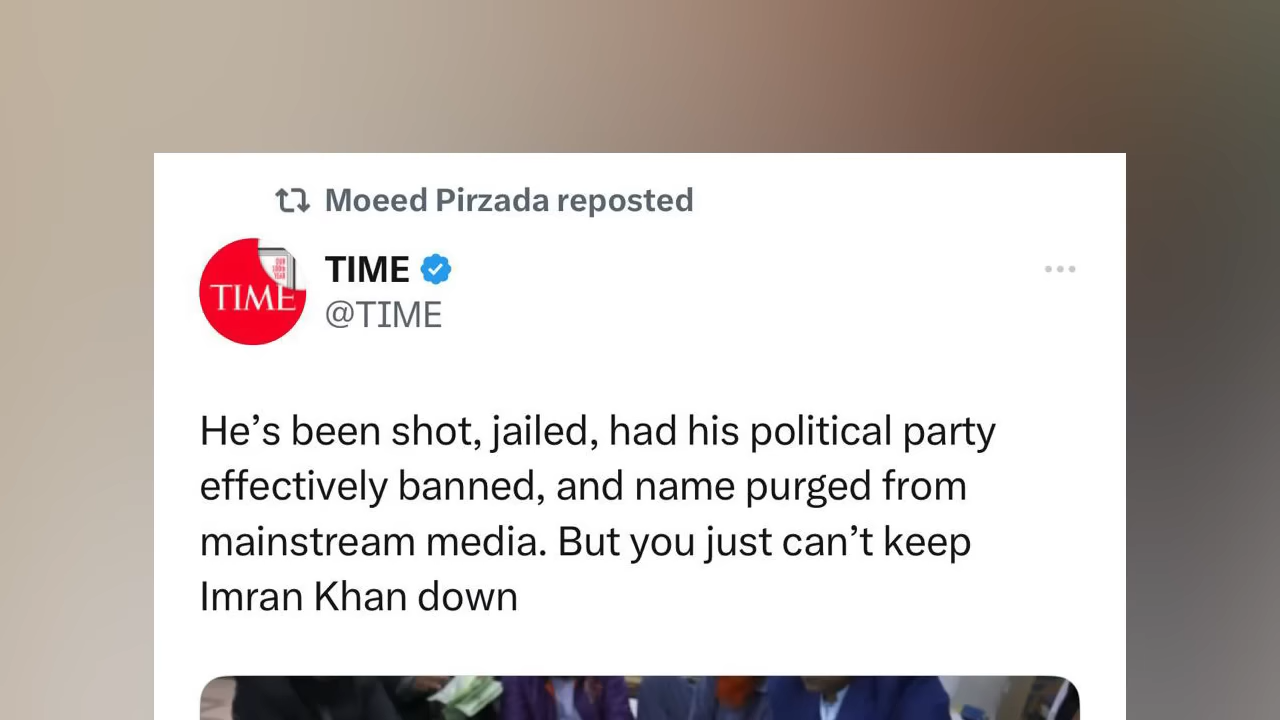 Moeed Pirzada reposted
TIME
TIME
@TIME
He’s been shot, jailed, had his political party
effectively banned, and name purged from
mainstream media. But you just can’t keep
Imran Khan down